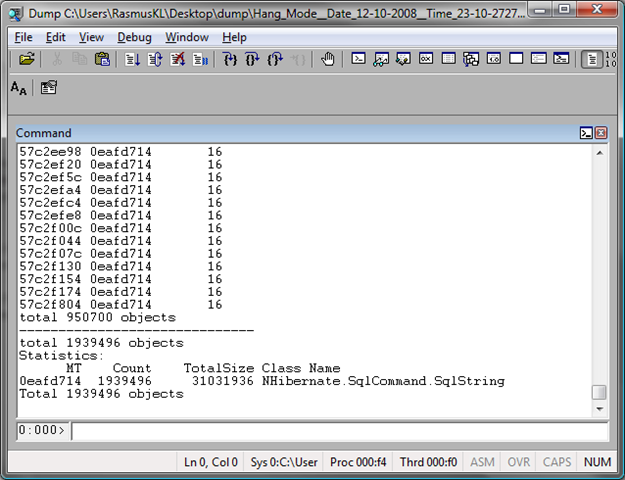 Dump C:\Users\RasmusKL\Desktop\dump\Hang_Mode__Date_12-10-2008__Time_23-10-2727...
File Edit View Debug Window Help
Command
57c2ee98 0eafd714 16
57c2ef20 0eafd714 16
57c2ef5c 0eafd714 16
57c2efa4 0eafd714 16
57c2efc4 0eafd714 16
57c2efe8 0eafd714 16
57c2f00c 0eafd714 16
57c2f044 0eafd714 16
57c2f07c 0eafd714 16
57c2f130 0eafd714 16
57c2f154 0eafd714 16
57c2f174 0eafd714 16
57c2f804 0eafd714 16
total 950700 objects
------------------------------
total 1939496 objects
Statistics:
MT Count TotalSize Class Name
0eafd714 1939496 31031936 NHibernate.SqlCommand.SqlString
Total 1939496 objects
0:000>
Ln 0, Col 0 Sys 0:C:\User Proc 000:f4 Thrd 000:f0 ASM OVR CAPS NUM